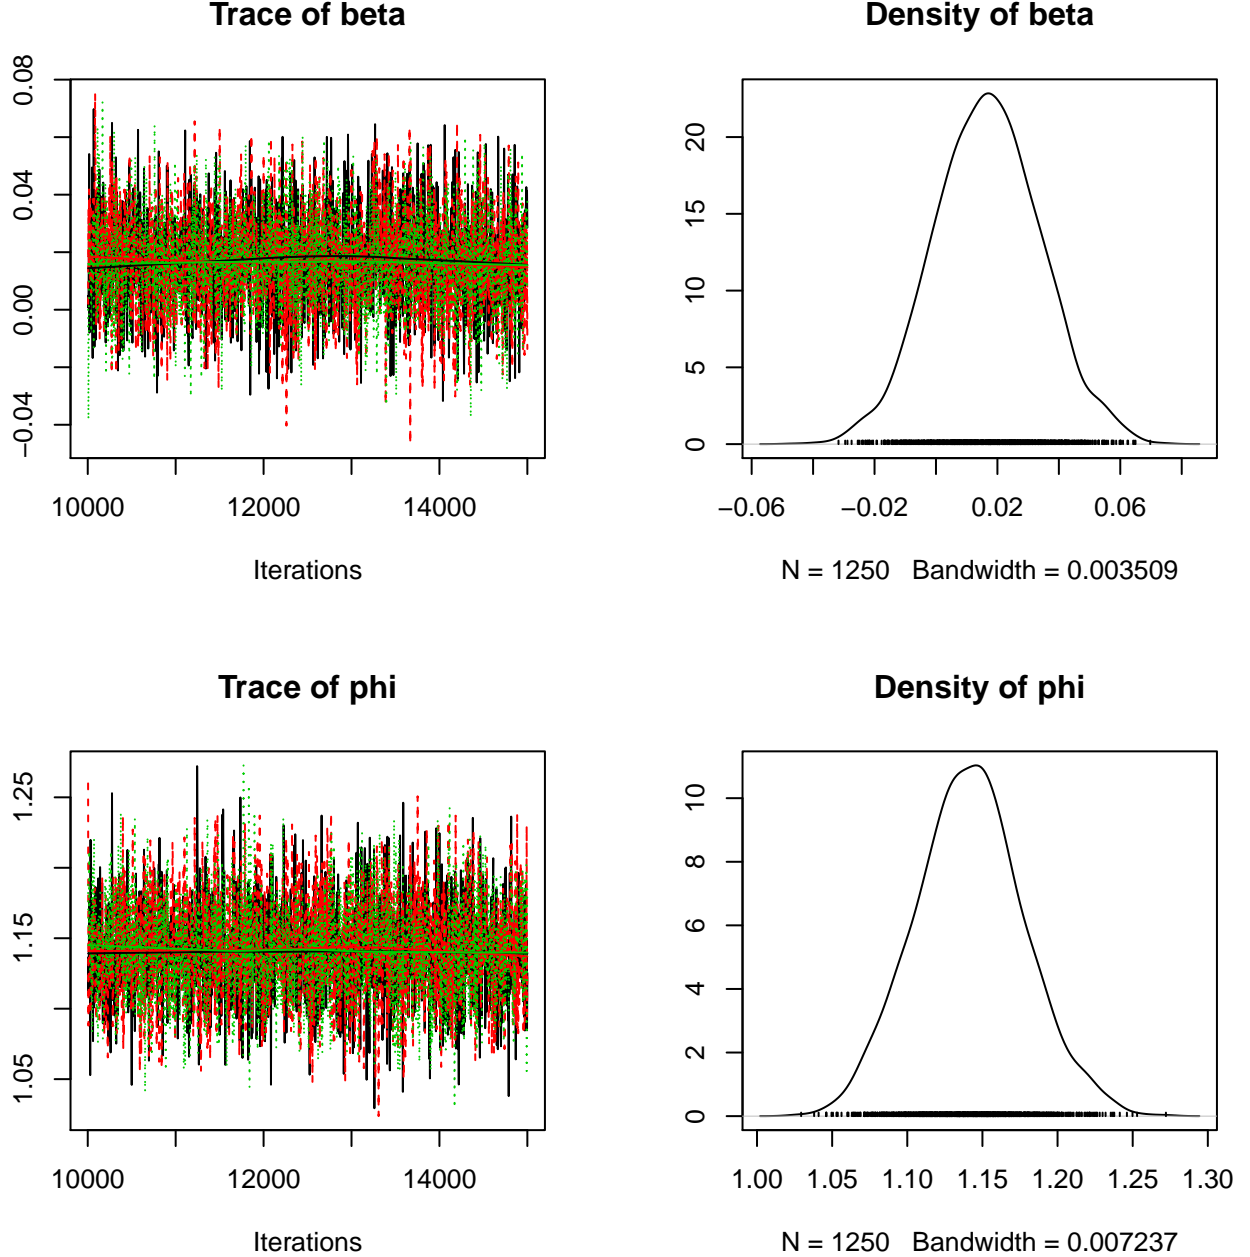 Trace of beta
0.08
0.04
0.00
−0.04
10000 12000 14000
Iterations
Density of beta
20
15
10
5
0
−0.06 −0.02 0.02 0.06
N = 1250 Bandwidth = 0.003509
Trace of phi
1.25
1.15
1.05
10000 12000 14000
Iterations
Density of phi
10
8
6
4
2
0
1.00 1.05 1.10 1.15 1.20 1.25 1.30
N = 1250 Bandwidth = 0.007237